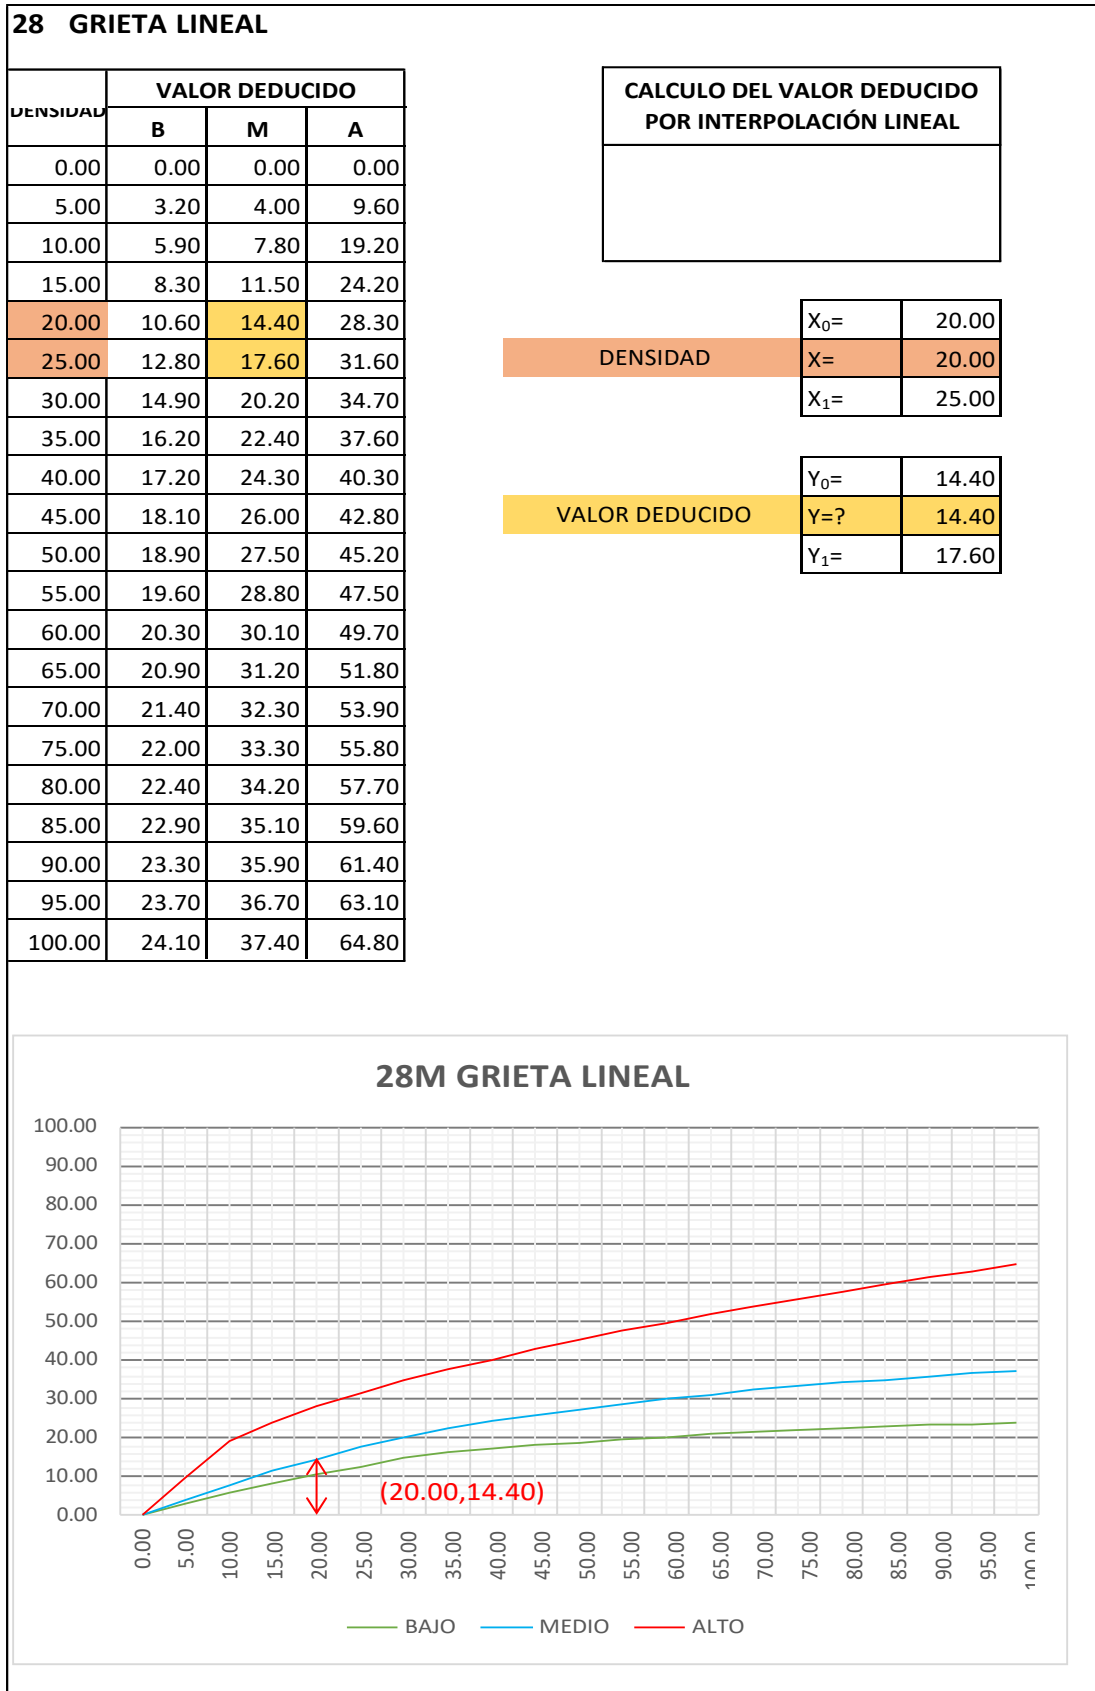 28 GRIETA LINEAL
DENSIDAD VALOR DEDUCIDO
B M A
0.00 0.00 0.00 0.00
5.00 3.20 4.00 9.60
10.00 5.90 7.80 19.20
15.00 8.30 11.50 24.20
20.00 10.60 14.40 28.30
25.00 12.80 17.60 31.60
30.00 14.90 20.20 34.70
35.00 16.20 22.40 37.60
40.00 17.20 24.30 40.30
45.00 18.10 26.00 42.80
50.00 18.90 27.50 45.20
55.00 19.60 28.80 47.50
60.00 20.30 30.10 49.70
65.00 20.90 31.20 51.80
70.00 21.40 32.30 53.90
75.00 22.00 33.30 55.80
80.00 22.40 34.20 57.70
85.00 22.90 35.10 59.60
90.00 23.30 35.90 61.40
95.00 23.70 36.70 63.10
100.00 24.10 37.40 64.80
CALCULO DEL VALOR DEDUCIDO
POR INTERPOLACIÓN LINEAL
X₀= 20.00
DENSIDAD X= 20.00
X₁= 25.00
Y₀= 14.40
VALOR DEDUCIDO Y=? 14.40
Y₁= 17.60
28M GRIETA LINEAL
100.00
90.00
80.00
70.00
60.00
50.00
40.00
30.00
20.00
10.00
0.00
(20.00,14.40)
0.00 5.00 10.00 15.00 20.00 25.00 30.00 35.00 40.00 45.00 50.00 55.00 60.00 65.00 70.00 75.00 80.00 85.00 90.00 95.00 100.00
BAJO MEDIO ALTO